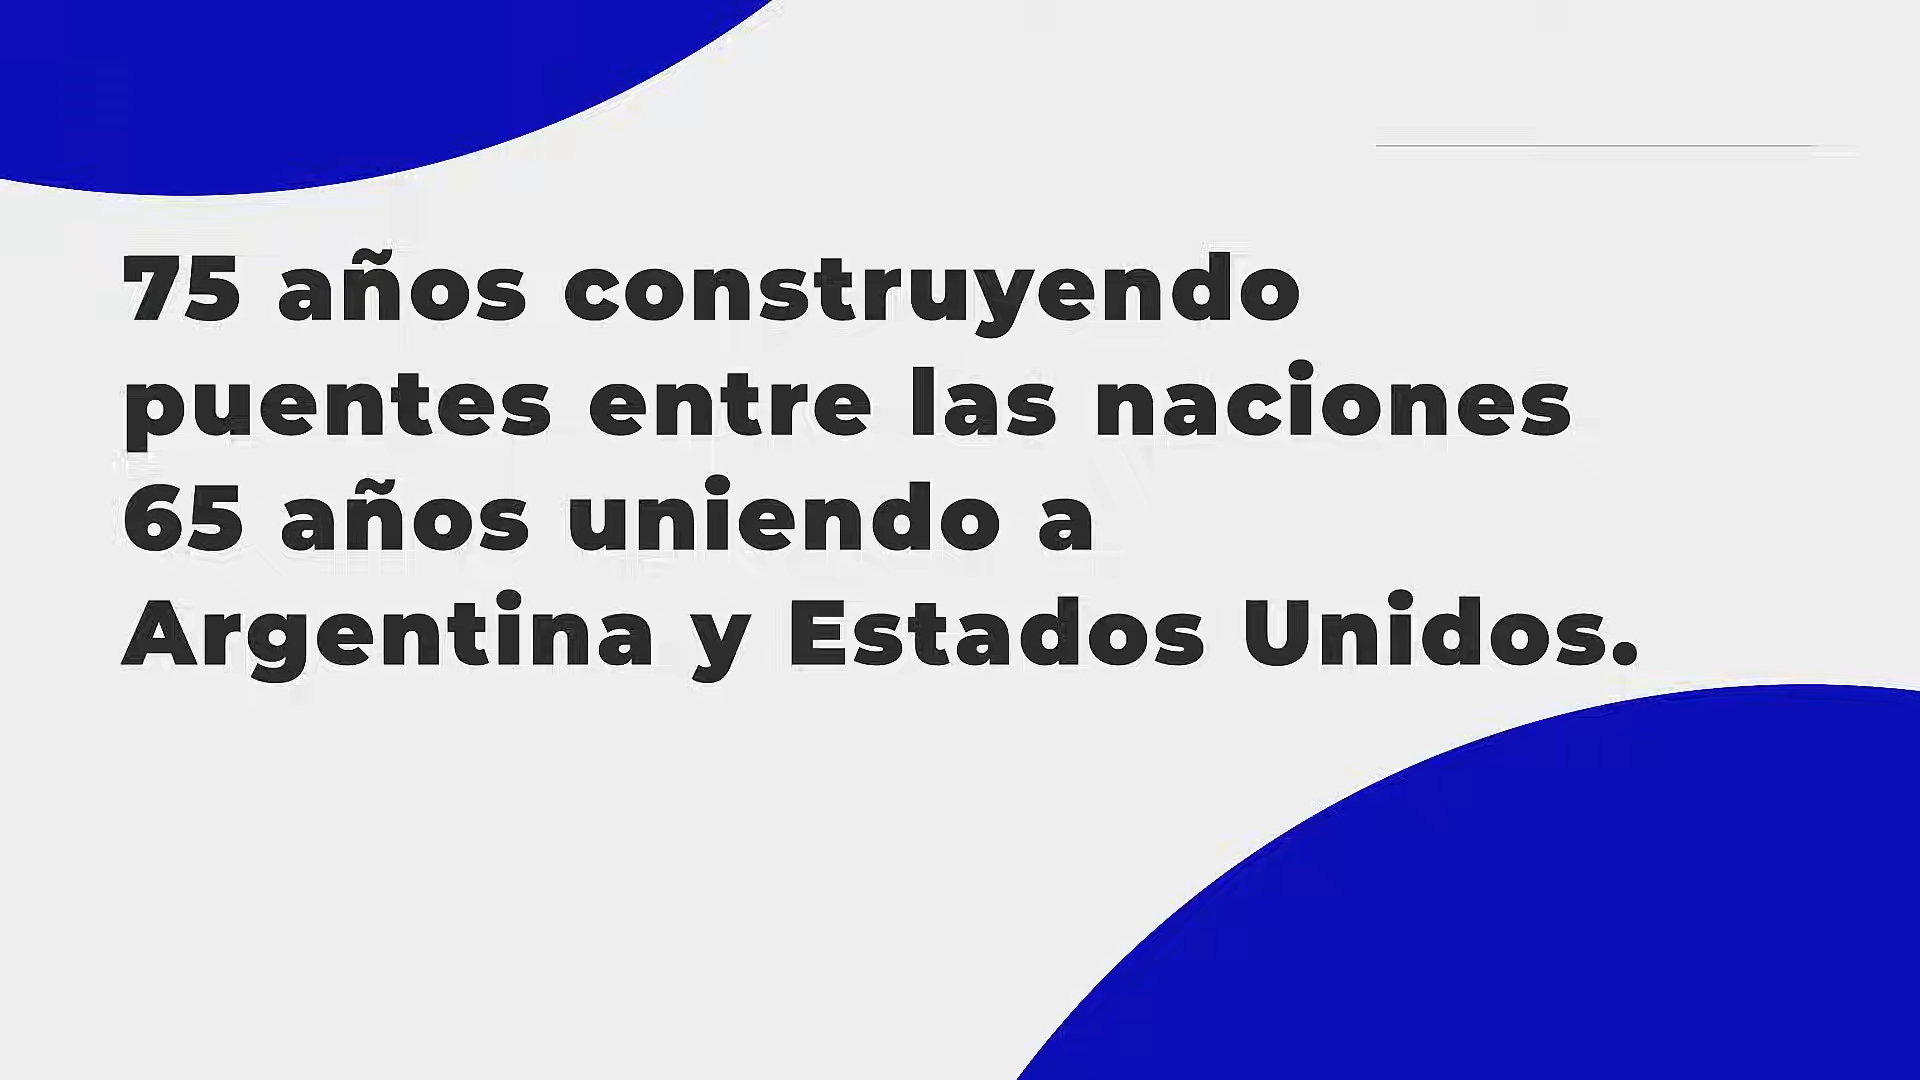 75 años construyendo
puentes entre las naciones
65 años uniendo a
Argentina y Estados Unidos.